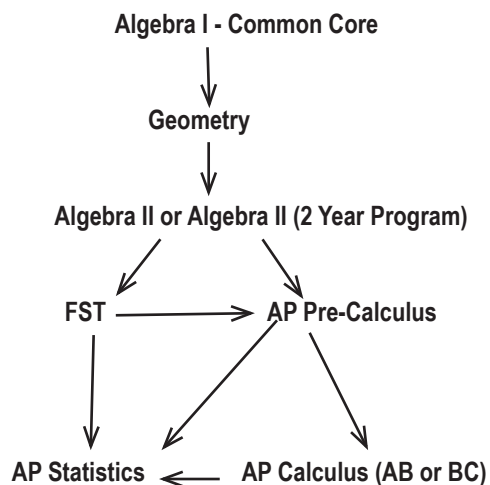 Algebra I - Common Core
Geometry
Algebra II or Algebra II (2 Year Program)
FST
AP Pre-Calculus
AP Statistics
AP Calculus (AB or BC)